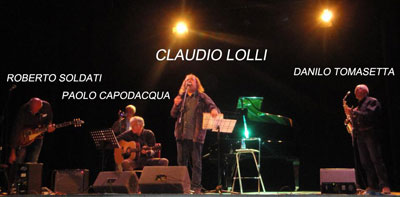 CLAUDIO LOLLI
ROBERTO SOLDATI
DANILO TOMASETTA
PAOLO CAPODACQUA